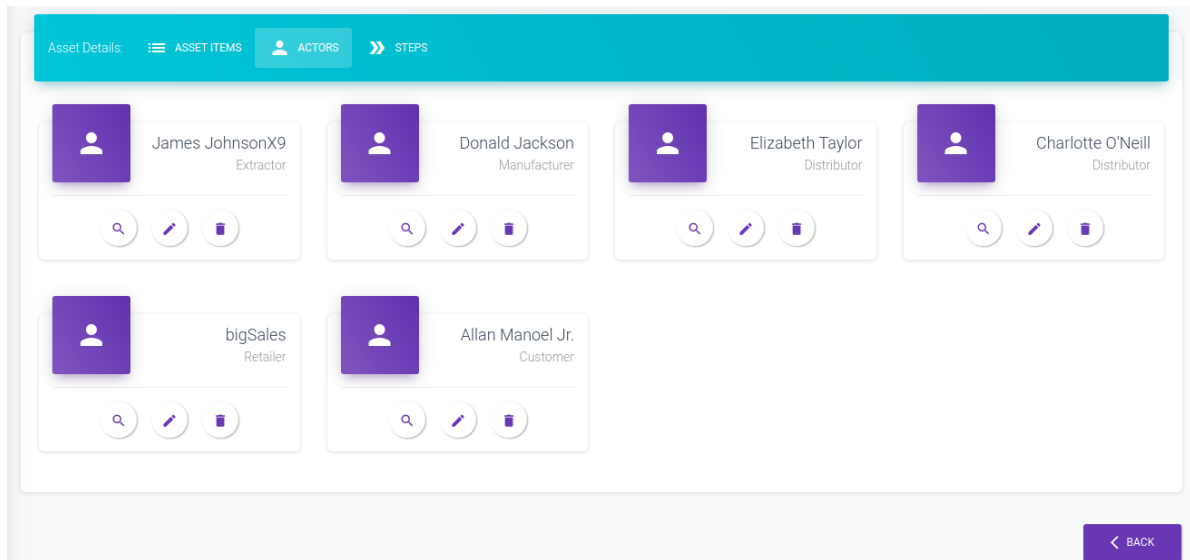 Asset Details: ASSET ITEMS ACTORS STEPS
James JohnsonX9
Extractor
Donald Jackson
Manufacturer
Elizabeth Taylor
Distributor
Charlotte O'Neill
Distributor
bigSales
Retailer
Allan Manoel Jr.
Customer
BACK